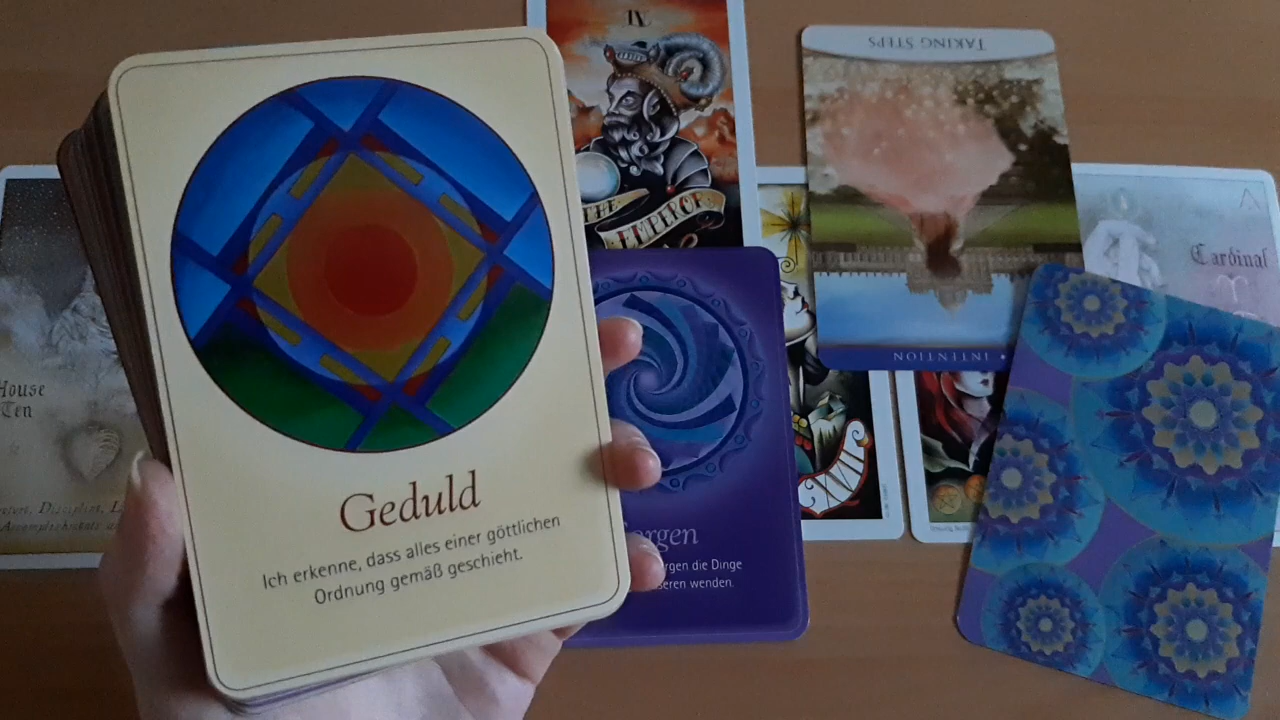 Geduld
Ich erkenne, dass alles einer göttlichen
Ordnung gemäß geschieht.
IV
THE
EMPEROR
TAKING STEPS
INTENTION
Cardinal
House
Ten
orgen
rgen die Dinge
seren wenden.